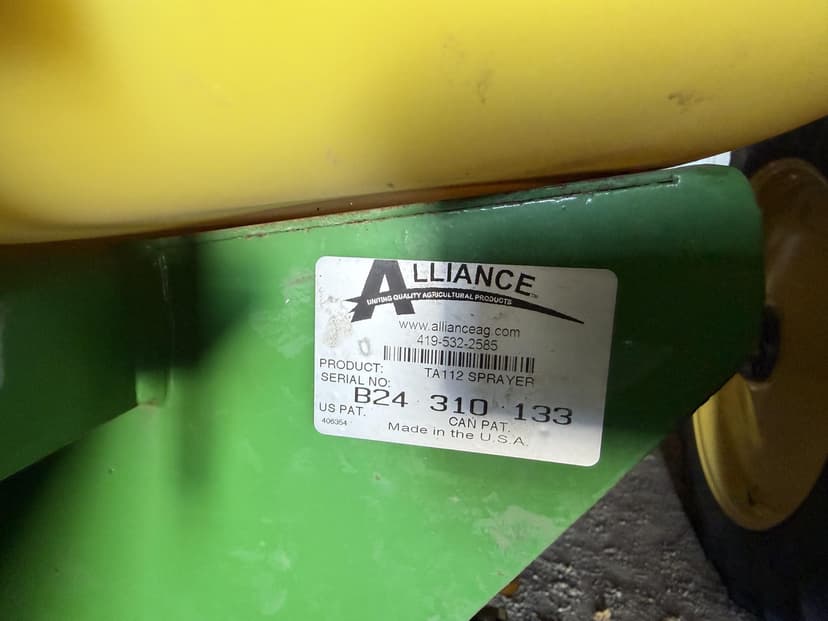 ALLIANCE™
UNITING QUALITY AGRICULTURAL PRODUCTS
www.allianceag.com
419-532-2585
PRODUCT: TA112 SPRAYER
SERIAL NO:
B24 310 133
US PAT. CAN PAT.
406354 Made in the U.S.A.